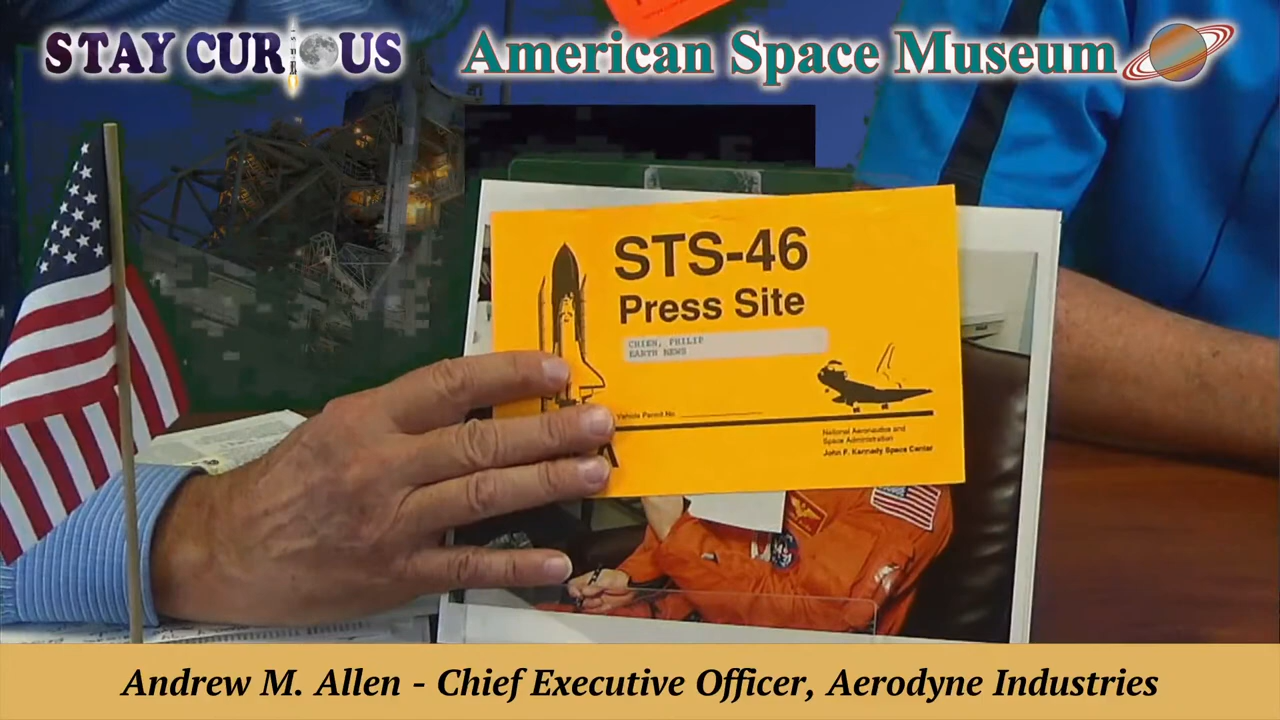 STAY CURIOUS
American Space Museum
STS-46
Press Site
CHIEN, PHILIP
EARTH NEWS
Vehicle Permit No.
National Aeronautics and
Space Administration
John F. Kennedy Space Center
Andrew M. Allen - Chief Executive Officer, Aerodyne Industries